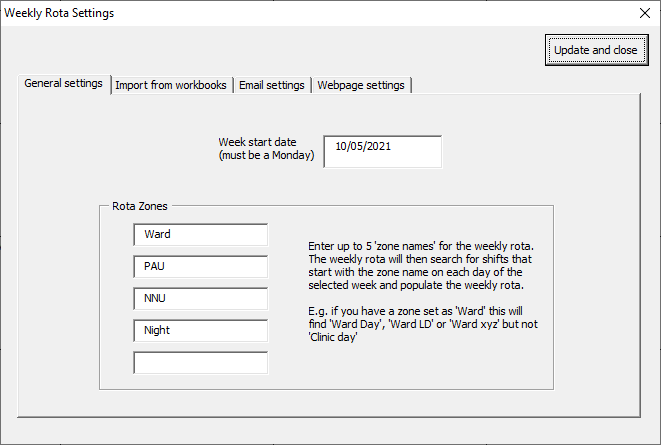 Weekly Rota Settings
Update and close
General settings
Import from workbooks
Email settings
Webpage settings
Week start date
(must be a Monday)
10/05/2021
Rota Zones
Ward
PAU
NNU
Night
Enter up to 5 'zone names' for the weekly rota.
The weekly rota will then search for shifts that
start with the zone name on each day of the
selected week and populate the weekly rota.
E.g. if you have a zone set as 'Ward' this will
find 'Ward Day', 'Ward LD' or 'Ward xyz' but not
'Clinic day'